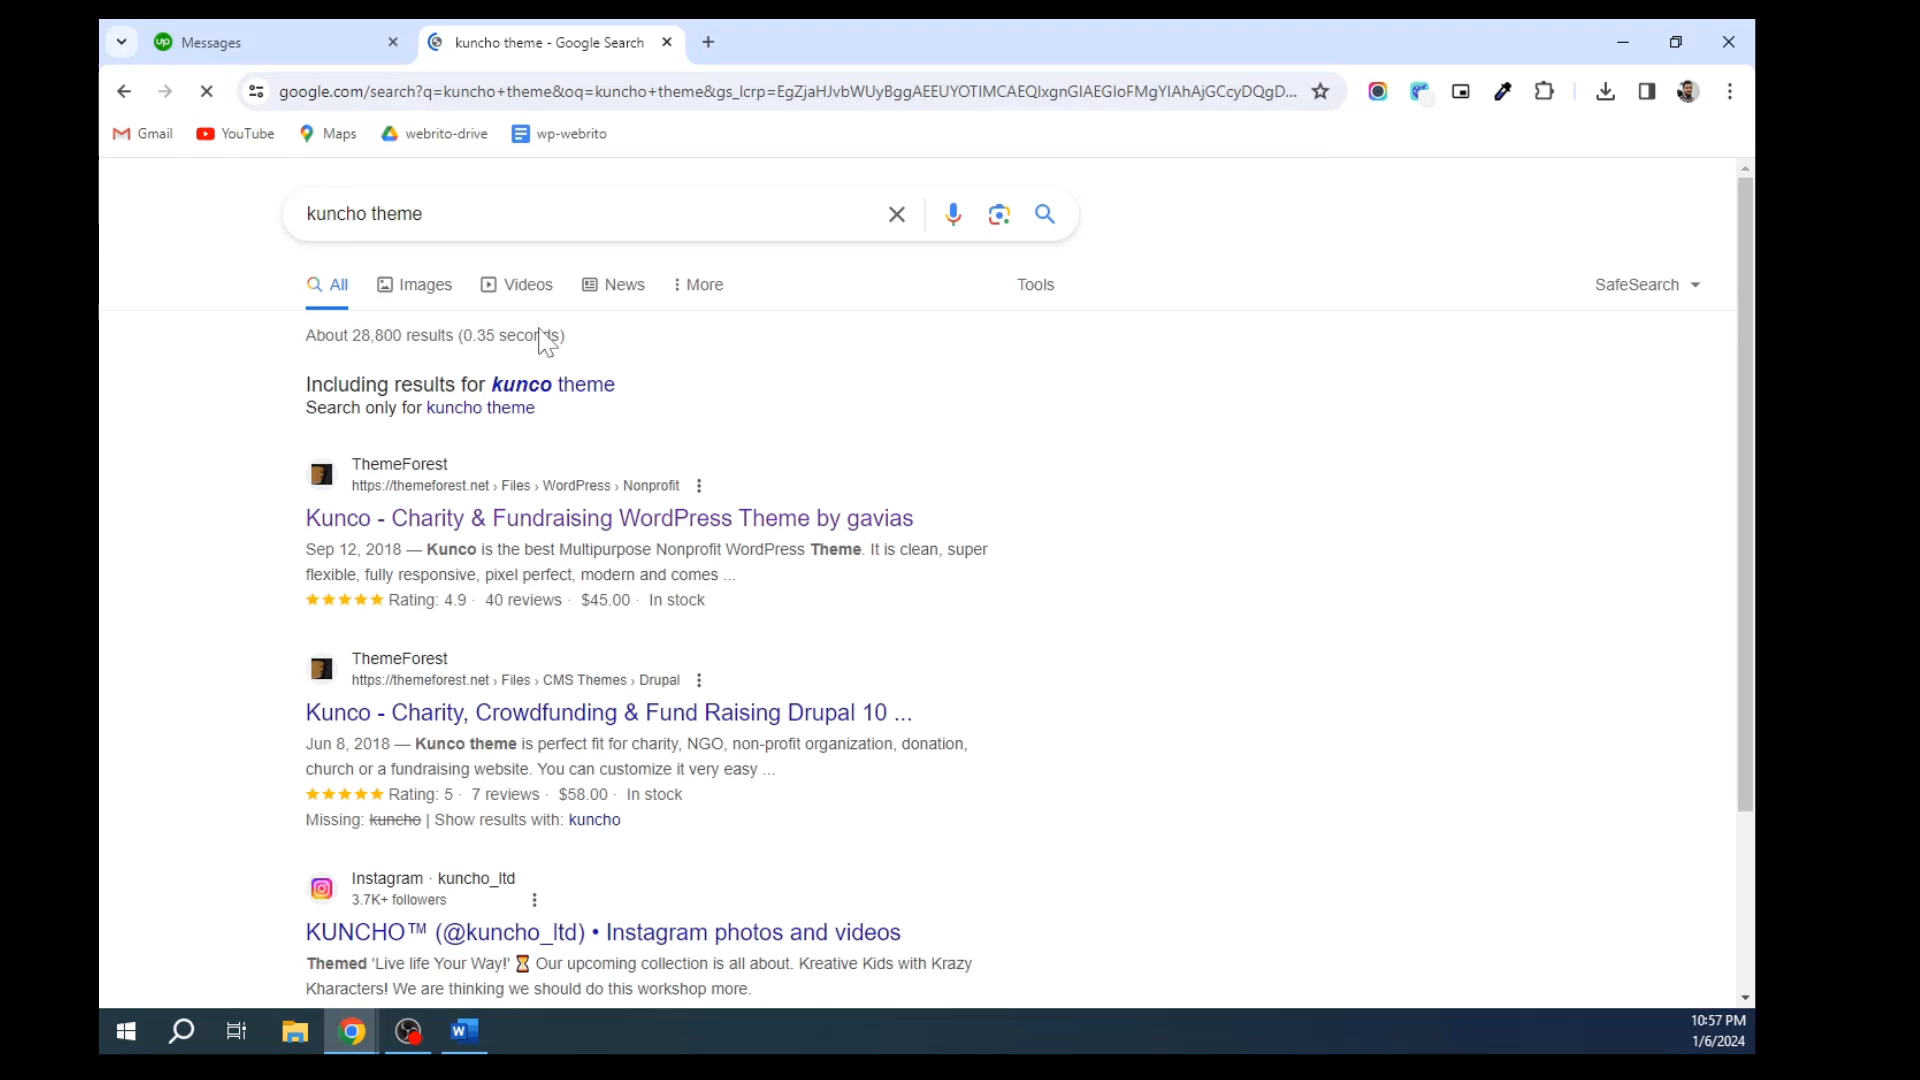 Messages
kuncho theme - Google Search
google.com/search?q=kuncho+theme&oq=kuncho+theme&gs_lcrp=EgZjaHJvbWUyBggAEEUYOTIMCAEQIxgnGIAEGIoFMgYIAhAjGCcyDQgD...
Gmail
YouTube
Maps
webrito-drive
wp-webrito
kuncho theme
All
Images
Videos
News
More
Tools
SafeSearch
About 28,800 results (0.35 seconds)
Including results for kunco theme
Search only for kuncho theme
ThemeForest
https://themeforest.net › Files › WordPress › Nonprofit
Kunco - Charity & Fundraising WordPress Theme by gavias
Sep 12, 2018 — Kunco is the best Multipurpose Nonprofit WordPress Theme. It is clean, super
flexible, fully responsive, pixel perfect, modern and comes ...
Rating: 4.9 · 40 reviews · $45.00 · In stock
ThemeForest
https://themeforest.net › Files › CMS Themes › Drupal
Kunco - Charity, Crowdfunding & Fund Raising Drupal 10 ...
Jun 8, 2018 — Kunco theme is perfect fit for charity, NGO, non-profit organization, donation,
church or a fundraising website. You can customize it very easy ...
Rating: 5 · 7 reviews · $58.00 · In stock
Missing: kuncho | Show results with: kuncho
Instagram · kuncho_ltd
3.7K+ followers
KUNCHO™ (@kuncho_ltd) • Instagram photos and videos
Themed 'Live life Your Way!' ⏳ Our upcoming collection is all about. Kreative Kids with Krazy
Kharacters! We are thinking we should do this workshop more.
10:57 PM
1/6/2024